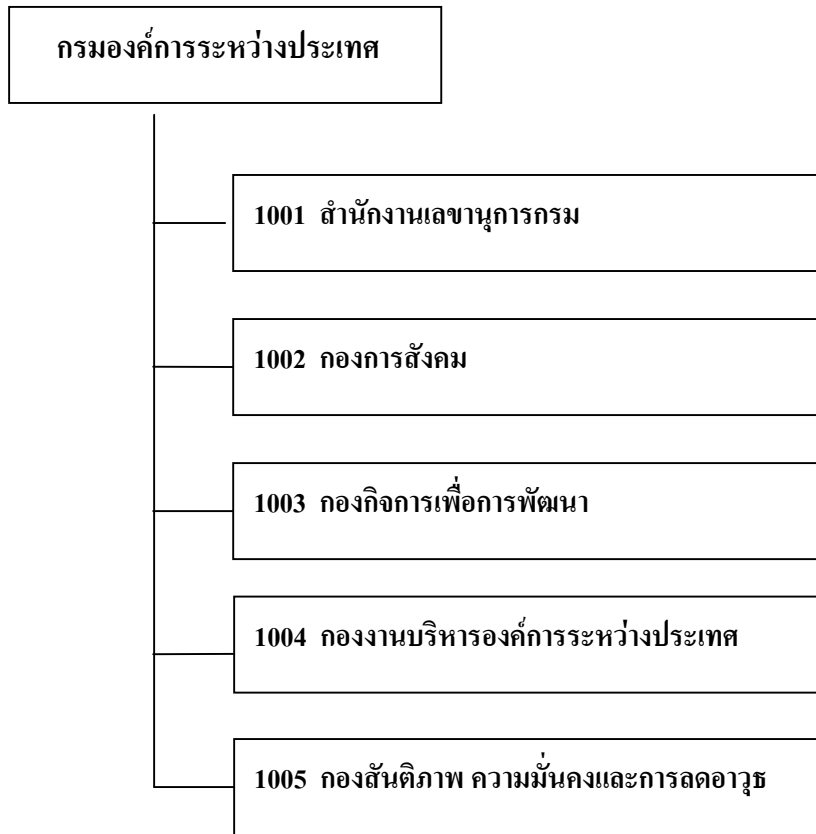 กรมองค์การระหว่างประเทศ
1001 สำนักงานเลขานุการกรม
1002 กองการสังคม
1003 กองกิจการเพื่อการพัฒนา
1004 กองงานบริหารองค์การระหว่างประเทศ
1005 กองสันติภาพ ความมั่นคงและการลดอาวุธ